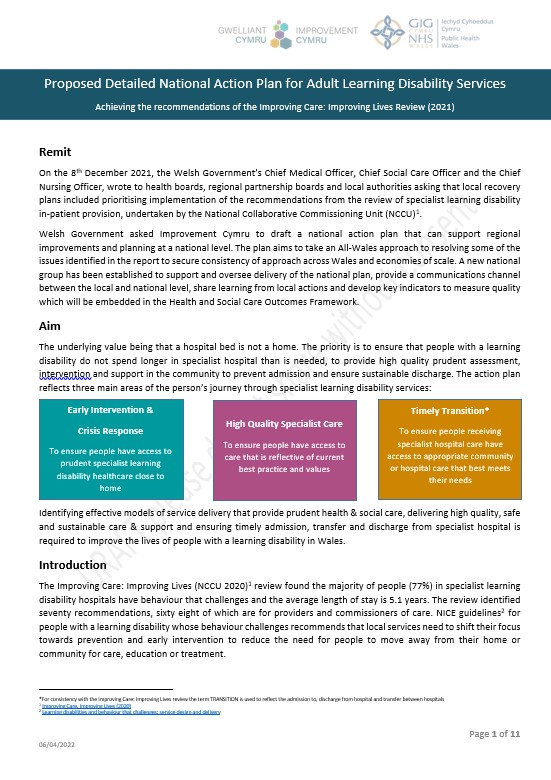 GWELLIANT CYMRU
IMPROVEMENT CYMRU
GIG
CYMRU
NHS
WALES
Iechyd Cyhoeddus
Cymru
Public Health
Wales
Proposed Detailed National Action Plan for Adult Learning Disability Services
Achieving the recommendations of the Improving Care: Improving Lives Review (2021)
Remit
On the 8th December 2021, the Welsh Government's Chief Medical Officer, Chief Social Care Officer and the Chief
Nursing Officer, wrote to health boards, regional partnership boards and local authorities asking that local recovery
plans included prioritising implementation of the recommendations from the review of specialist learning disability
in-patient provision, undertaken by the National Collaborative Commissioning Unit (NCCU)1.
Welsh Government asked Improvement Cymru to draft a national action plan that can support regional
improvements and planning at a national level. The plan aims to take an All-Wales approach to resolving some of the
issues identified in the report to secure consistency of approach across Wales and economies of scale. A new national
group has been established to support and oversee delivery of the national plan, provide a communications channel
between the local and national level, share learning from local actions and develop key indicators to measure quality
which will be embedded in the Health and Social Care Outcomes Framework.
Aim
The underlying value being that a hospital bed is not a home. The priority is to ensure that people with a learning
disability do not spend longer in specialist hospital than is needed, to provide high quality prudent assessment,
intervention and support in the community to prevent admission and ensure sustainable discharge. The action plan
reflects three main areas of the person's journey through specialist learning disability services:
Early Intervention &
Crisis Response
To ensure people have access to
prudent specialist learning
disability healthcare close to
home
High Quality Specialist Care
To ensure people have access to
care that is reflective of current
best practice and values
Timely Transition*
To ensure people receiving
specialist hospital care have
access to appropriate community
or hospital care that best meets
their needs
Identifying effective models of service delivery that provide prudent health & social care, delivering high quality, safe
and sustainable care & support and ensuring timely admission, transfer and discharge from specialist hospital is
required to improve the lives of people with a learning disability in Wales.
Introduction
The Improving Care: Improving Lives (NCCU 2020)1 review found the majority of people (77%) in specialist learning
disability hospitals have behaviour that challenges and the average length of stay is 5.1 years. The review identified
seventy recommendations, sixty eight of which are for providers and commissioners of care. NICE guidelines2 for
people with a learning disability whose behaviour challenges recommends that local services need to shift their focus
towards prevention and early intervention to reduce the need for people to move away from their home or
community for care, education or treatment.
*For consistency with the Improving Care: Improving Lives review the term TRANSITION is used to reflect the admission to, discharge from hospital and transfer between hospitals
1 Improving Care, Improving Lives (2020)
2 Learning disabilities and behaviour that challenges: service design and delivery
Page 1 of 11
06/04/2022